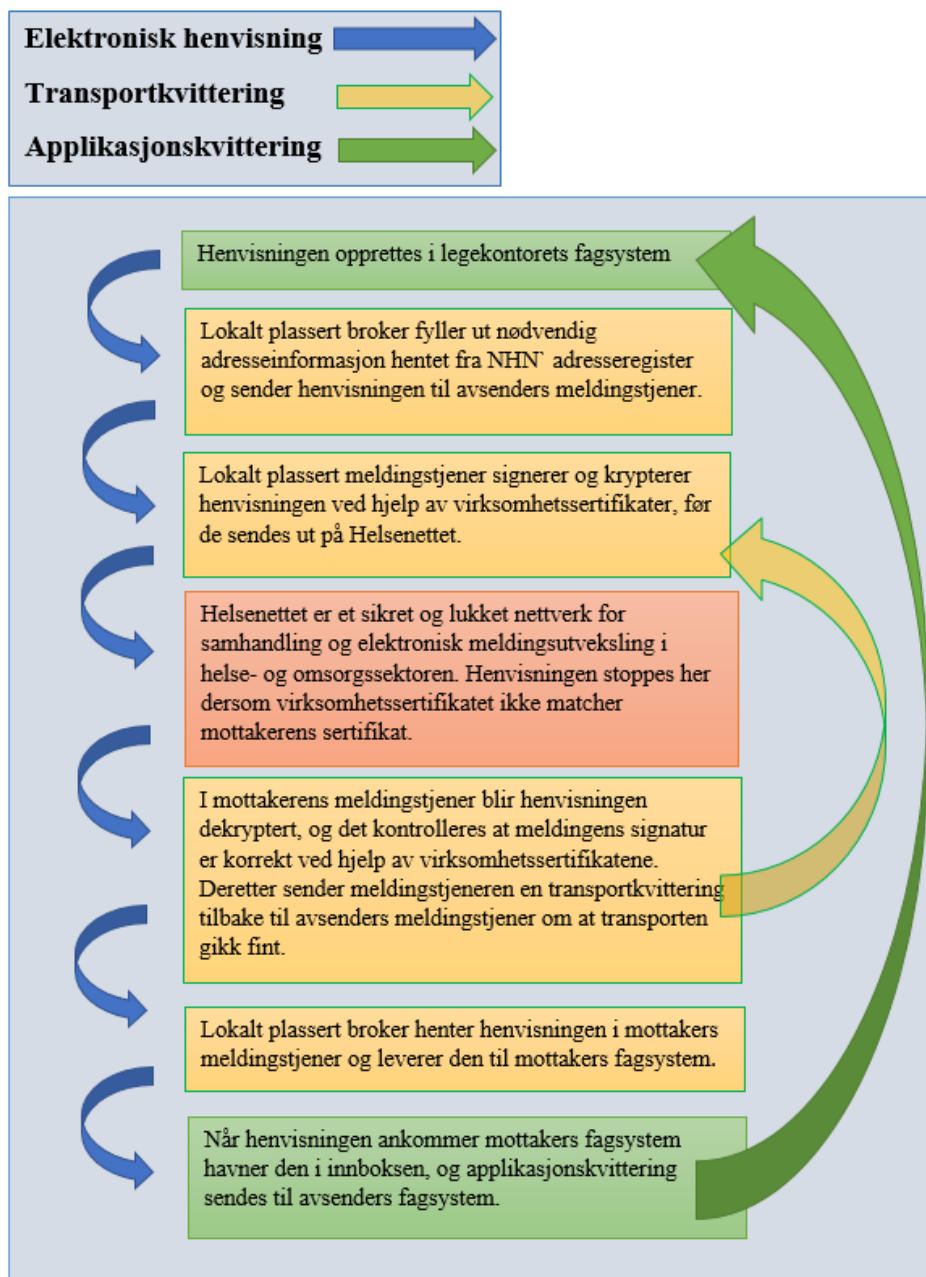 Elektronisk henvisning
Transportkvittering
Applikasjonskvittering
Henvisningen opprettes i legekontorets fagsystem
Lokalt plassert broker fyller ut nødvendig
adresseinformasjon hentet fra NHN` adresseregister
og sender henvisningen til avsenders meldingstjener.
Lokalt plassert meldingstjener signerer og krypterer
henvisningen ved hjelp av virksomhetssertifikater, før
de sendes ut på Helsenettet.
Helsenettet er et sikret og lukket nettverk for
samhandling og elektronisk meldingsutveksling i
helse- og omsorgssektoren. Henvisningen stoppes her
dersom virksomhetssertifikatet ikke matcher
mottakerens sertifikat.
I mottakerens meldingstjener blir henvisningen
dekryptert, og det kontrolleres at meldingens signatur
er korrekt ved hjelp av virksomhetssertifikatene.
Deretter sender meldingstjeneren en transportkvittering
tilbake til avsenders meldingstjener om at transporten
gikk fint.
Lokalt plassert broker henter henvisningen i mottakers
meldingstjener og leverer den til mottakers fagsystem.
Når henvisningen ankommer mottakers fagsystem
havner den i innboksen, og applikasjonskvittering
sendes til avsenders fagsystem.